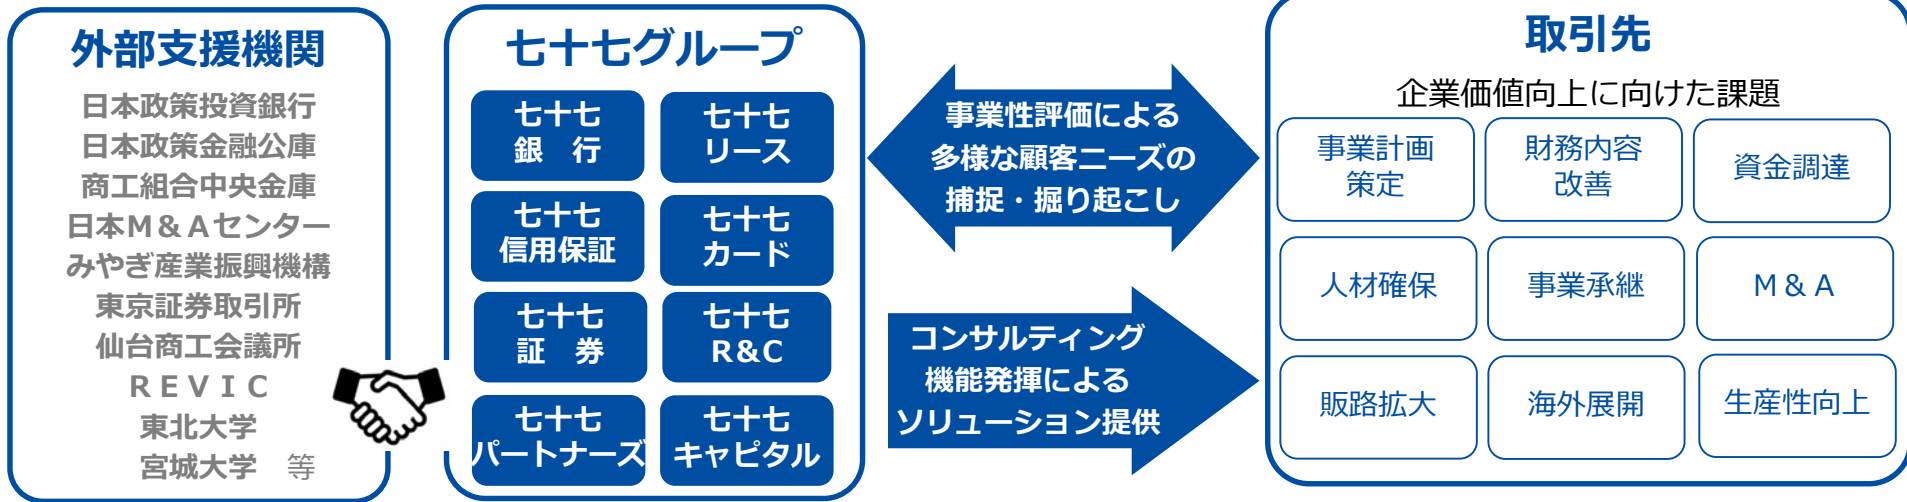 外部支援機関
日本政策投資銀行
日本政策金融公庫
商工組合中央金庫
日本Ｍ＆Ａセンター
みやぎ産業振興機構
東京証券取引所
仙台商工会議所
ＲＥＶＩＣ
東北大学
宮城大学　等
七十七グループ
七十七
銀　行
七十七
リース
七十七
信用保証
七十七
カード
七十七
証　券
七十七
R&C
七十七
パートナーズ
七十七
キャピタル
事業性評価による
多様な顧客ニーズの
捕捉・掘り起こし
コンサルティング
機能発揮による
ソリューション提供
取引先
企業価値向上に向けた課題
事業計画
策定
財務内容
改善
資金調達
人材確保
事業承継
Ｍ＆Ａ
販路拡大
海外展開
生産性向上